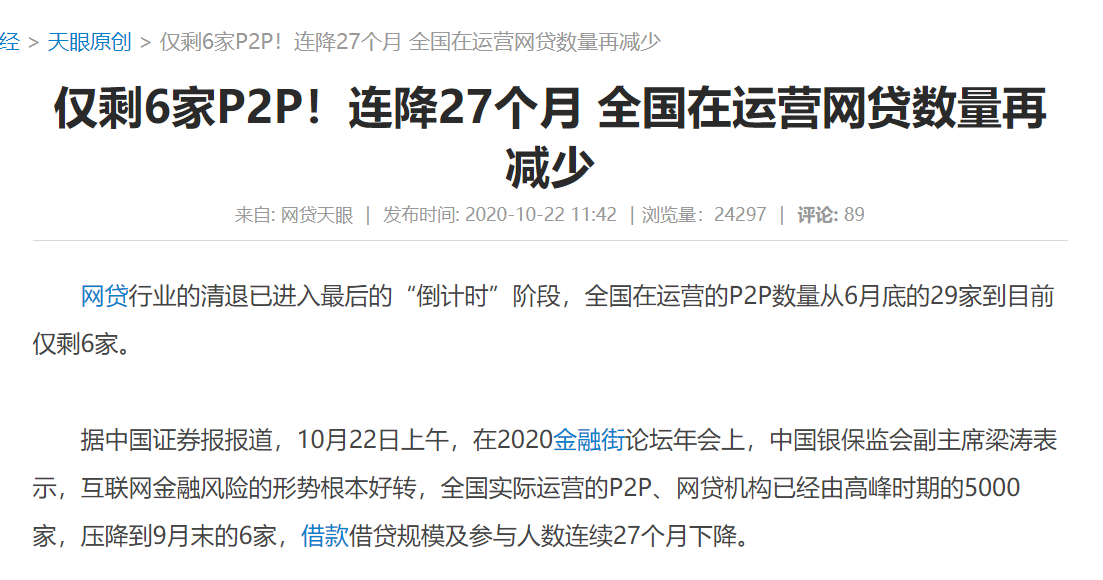 经 > 天眼原创 > 仅剩6家P2P！连降27个月 全国在运营网贷数量再减少
仅剩6家P2P！连降27个月 全国在运营网贷数量再
减少
来自: 网贷天眼 | 发布时间: 2020-10-22 11:42 | 浏览量：24297 | 评论: 89
网贷行业的清退已进入最后的“倒计时”阶段，全国在运营的P2P数量从6月底的29家到目前
仅剩6家。
据中国证券报报道，10月22日上午，在2020金融街论坛年会上，中国银保监会副主席梁涛表
示，互联网金融风险的形势根本好转，全国实际运营的P2P、网贷机构已经由高峰时期的5000
家，压降到9月末的6家，借款借贷规模及参与人数连续27个月下降。